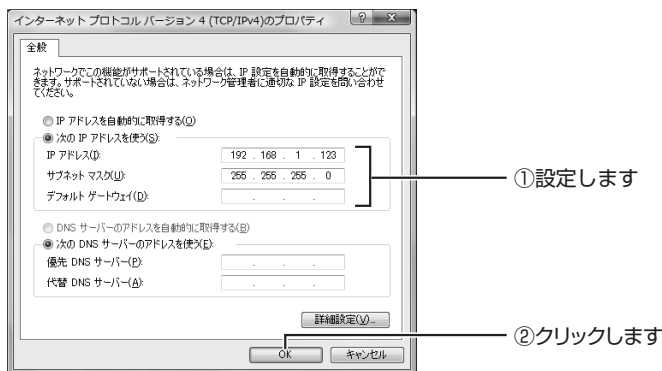 インターネット プロトコル バージョン 4 (TCP/IPv4)のプロパティ
全般
ネットワークでこの機能がサポートされている場合は、IP 設定を自動的に取得することがで
きます。サポートされていない場合は、ネットワーク管理者に適切な IP 設定を問い合わせ
てください。
IP アドレスを自動的に取得する(O)
次の IP アドレスを使う(S):
IP アドレス(I): 192 . 168 . 1 . 123
サブネット マスク(U): 255 . 255 . 255 . 0
デフォルト ゲートウェイ(D): . . .
①設定します
DNS サーバーのアドレスを自動的に取得する(B)
次の DNS サーバーのアドレスを使う(E):
優先 DNS サーバー(P): . . .
代替 DNS サーバー(A): . . .
詳細設定(V)...
②クリックします
OK キャンセル